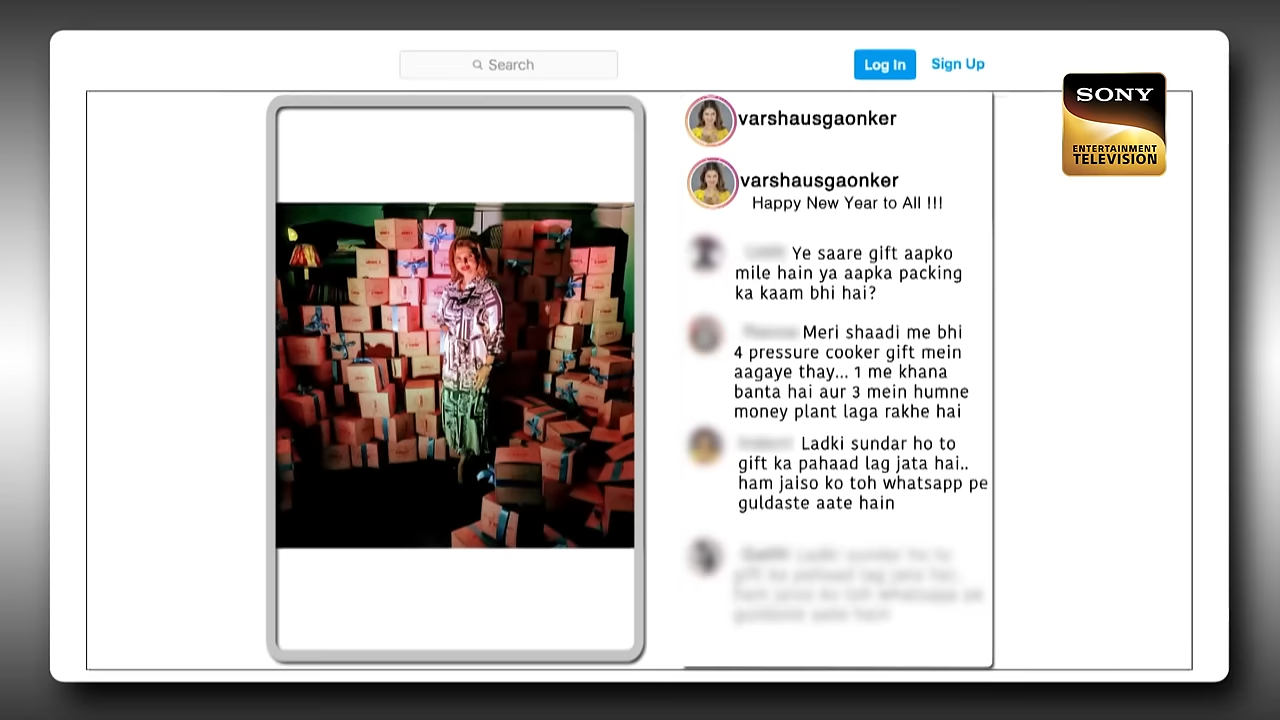 Search
Log In
Sign Up
SONY
ENTERTAINMENT
TELEVISION
varshausgaonker
varshausgaonker
Happy New Year to All !!!
Ye saare gift aapko
mile hain ya aapka packing
ka kaam bhi hai?
Meri shaadi me bhi
4 pressure cooker gift mein
aagaye thay... 1 me khana
banta hai aur 3 mein humne
money plant laga rakhe hai
Ladki sundar ho to
gift ka pahaad lag jata hai..
ham jaiso ko toh whatsapp pe
guldaste aate hain